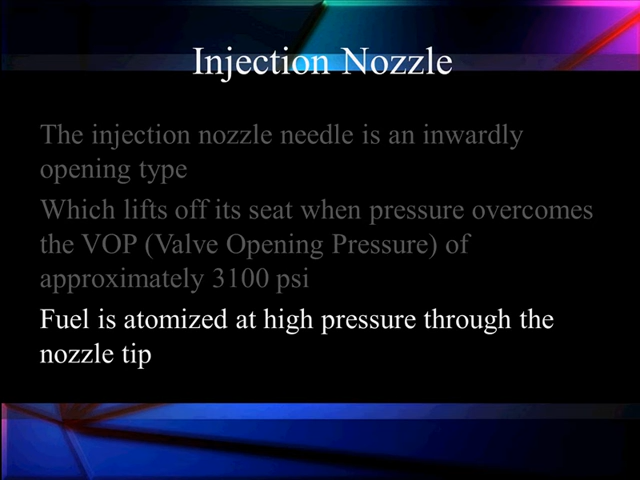 Injection Nozzle
The injection nozzle needle is an inwardly
opening type
Which lifts off its seat when pressure overcomes
the VOP (Valve Opening Pressure) of
approximately 3100 psi
Fuel is atomized at high pressure through the
nozzle tip